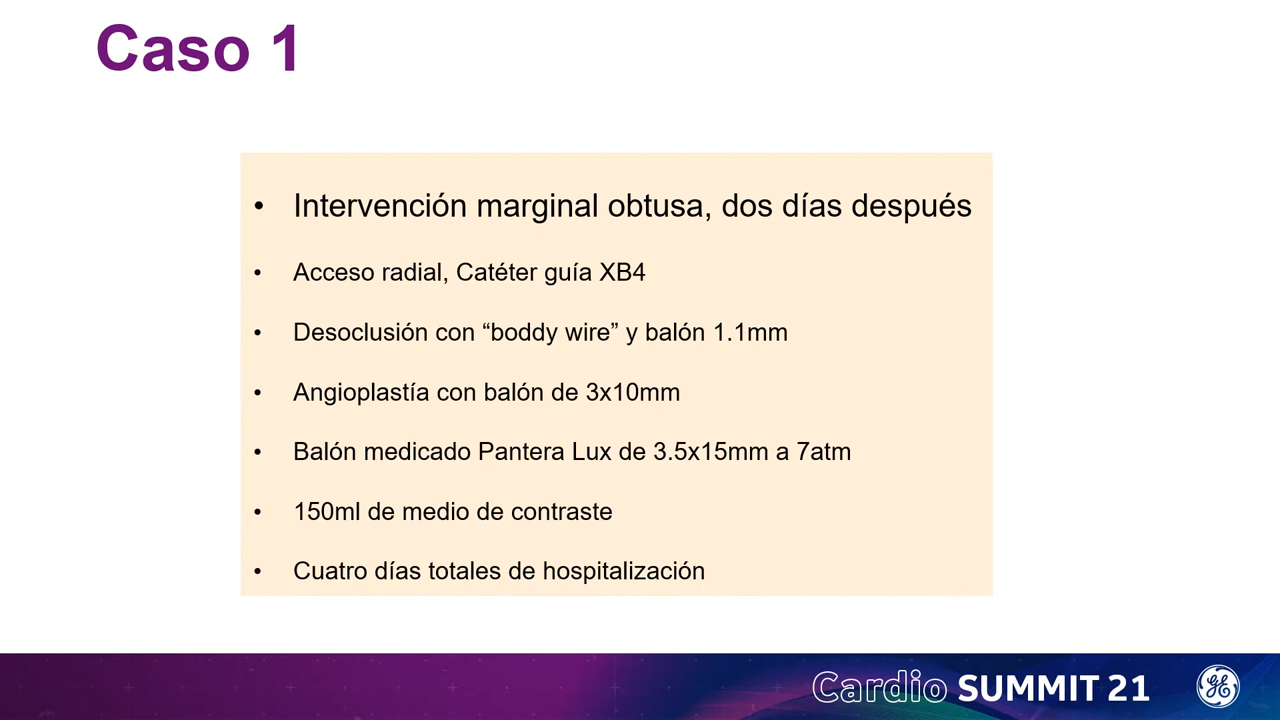 Caso 1
• Intervención marginal obtusa, dos días después
• Acceso radial, Catéter guía XB4
• Desoclusión con “boddy wire” y balón 1.1mm
• Angioplastía con balón de 3x10mm
• Balón medicado Pantera Lux de 3.5x15mm a 7atm
• 150ml de medio de contraste
• Cuatro días totales de hospitalización
Cardio SUMMIT 21